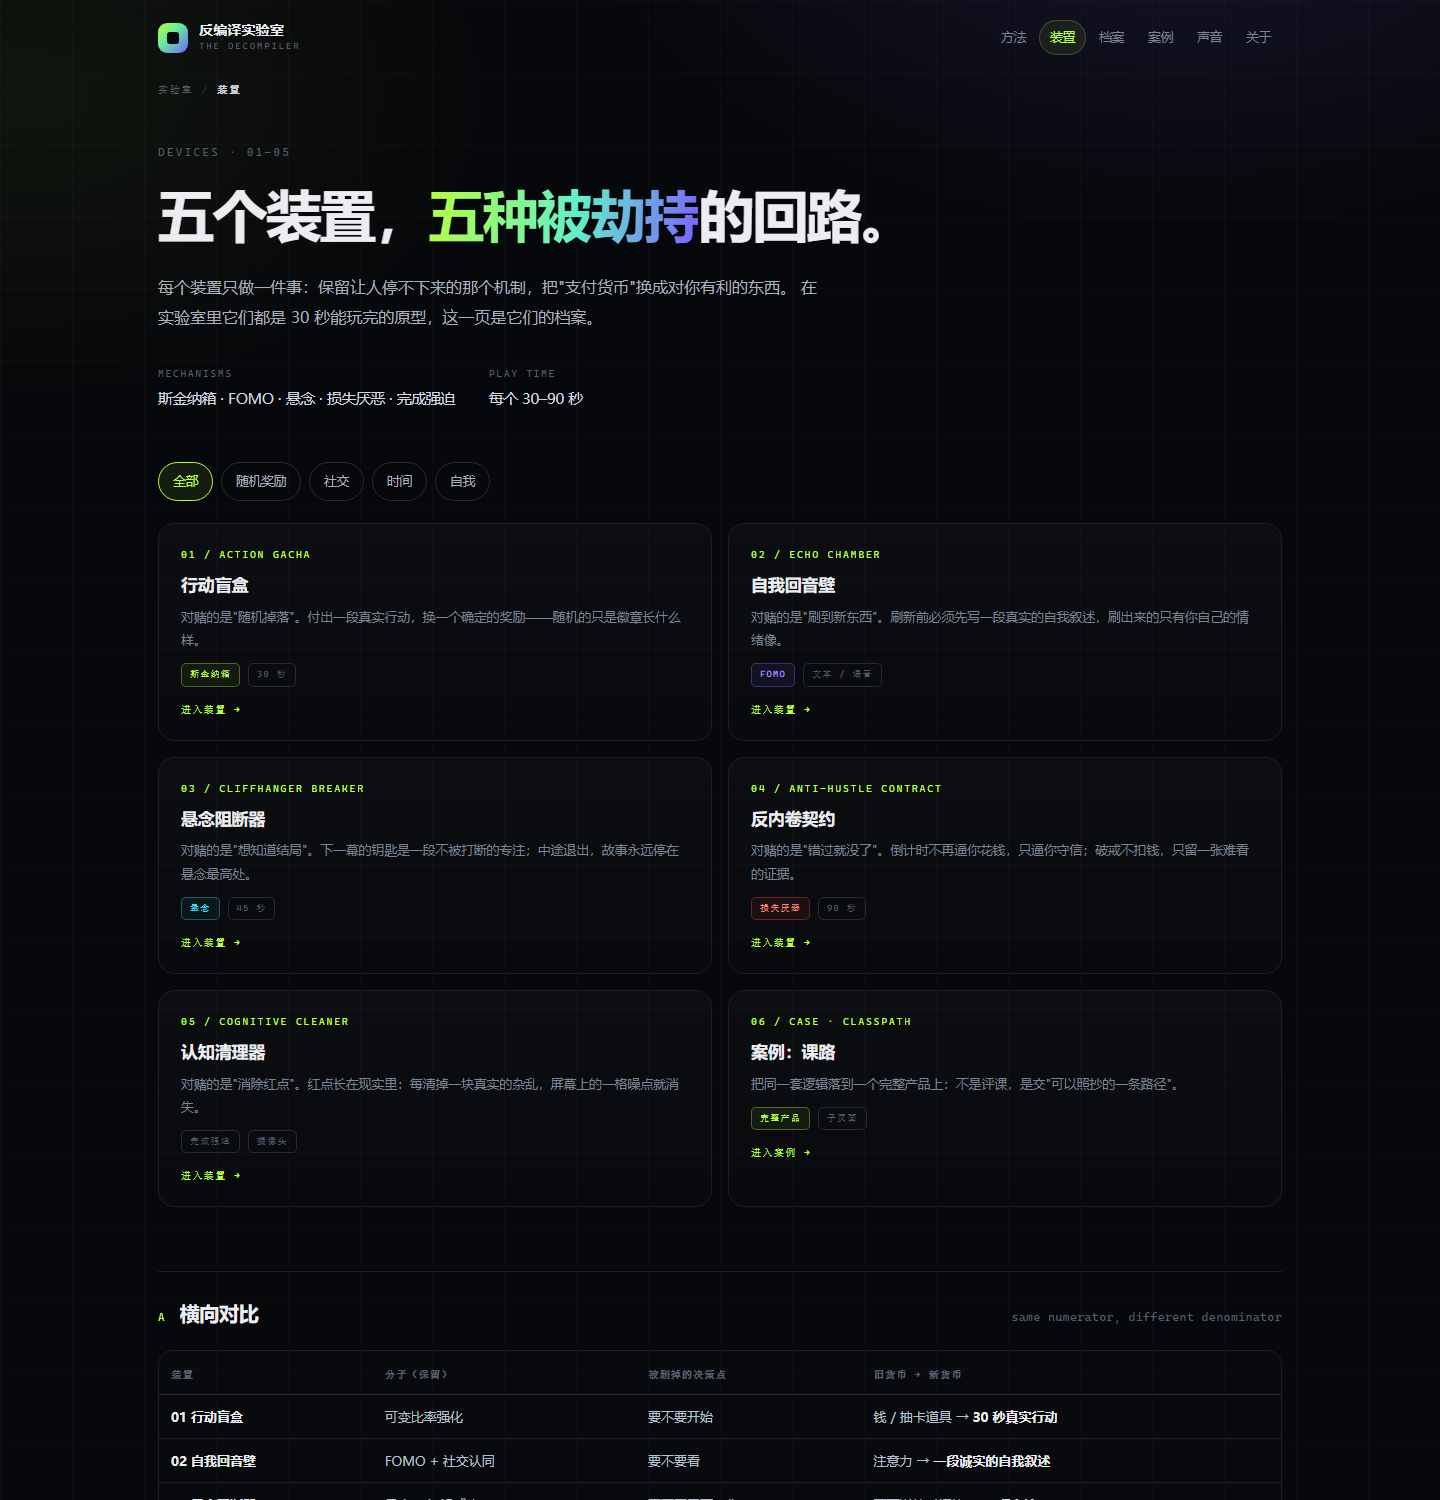 反编译实验室
THE DECOMPILER
方法 装置 档案 案例 声音 关于
实验室 / 装置
DEVICES · 01—05
五个装置，五种被劫持的回路。
每个装置只做一件事：保留让人停不下来的那个机制，把"支付货币"换成对你有利的东西。 在
实验室里它们都是 30 秒能玩完的原型，这一页是它们的档案。
MECHANISMS
斯金纳箱 · FOMO · 悬念 · 损失厌恶 · 完成强迫
PLAY TIME
每个 30–90 秒
全部 随机奖励 社交 时间 自我
01 / ACTION GACHA
行动盲盒
对赌的是"随机掉落"。付出一段真实行动，换一个确定的奖励——随机的只是徽章长什么
样。
斯金纳箱 30 秒
进入装置 →
02 / ECHO CHAMBER
自我回音壁
对赌的是"刷到新东西"。刷新前必须先写一段真实的自我叙述，刷出来的只有你自己的情
绪像。
FOMO 文本 / 语音
进入装置 →
03 / CLIFFHANGER BREAKER
悬念阻断器
对赌的是"想知道结局"。下一幕的钥匙是一段不被打断的专注；中途退出，故事永远停在
悬念最高处。
悬念 45 秒
进入装置 →
04 / ANTI-HUSTLE CONTRACT
反内卷契约
对赌的是"错过就没了"。倒计时不再逼你花钱，只逼你守信；破戒不扣钱，只留一张难看
的证据。
损失厌恶 90 秒
进入装置 →
05 / COGNITIVE CLEANER
认知清理器
对赌的是"消除红点"。红点长在现实里：每清掉一块真实的杂乱，屏幕上的一格噪点就消
失。
完成强迫 摄像头
进入装置 →
06 / CASE · CLASSPATH
案例：课路
把同一套逻辑落到一个完整产品上：不是评课，是交"可以照抄的一条路径"。
完整产品 子页面
进入案例 →
A 横向对比
same numerator, different denominator
装置 分子（保留） 被删掉的决策点 旧货币 → 新货币
01 行动盲盒 可变比率强化 要不要开始 钱 / 抽卡道具 → 30 秒真实行动
02 自我回音壁 FOMO + 社交认同 要不要看 注意力 → 一段诚实的自我叙述